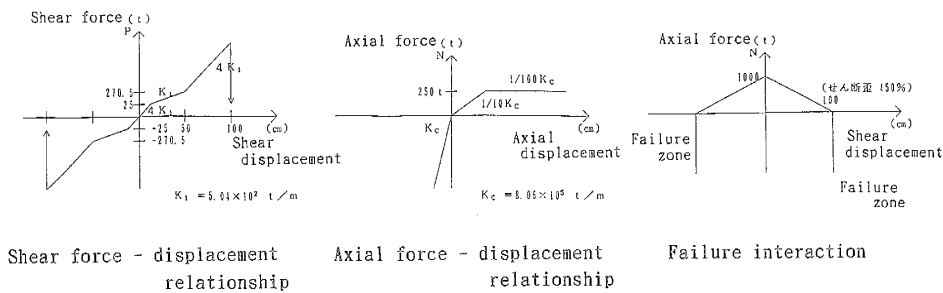 Shear force(t)
P
4 K₁
270.5
K₁
25
4 K₁
-25
50
100
(cm)
-270.5
Shear
displacement
K₁ =5.04×10² t/m
Shear force - displacement
relationship
Axial force(t)
N
250 t
1/100Kc
1/10Kc
Kc
(cm)
Axial
displacement
Kc =8.06×10⁵ t/m
Axial force - displacement
relationship
Axial force(t)
N
1000
(せん断歪 450%)
100
(cm)
Failure
zone
Shear
displacement
Failure
zone
Failure interaction